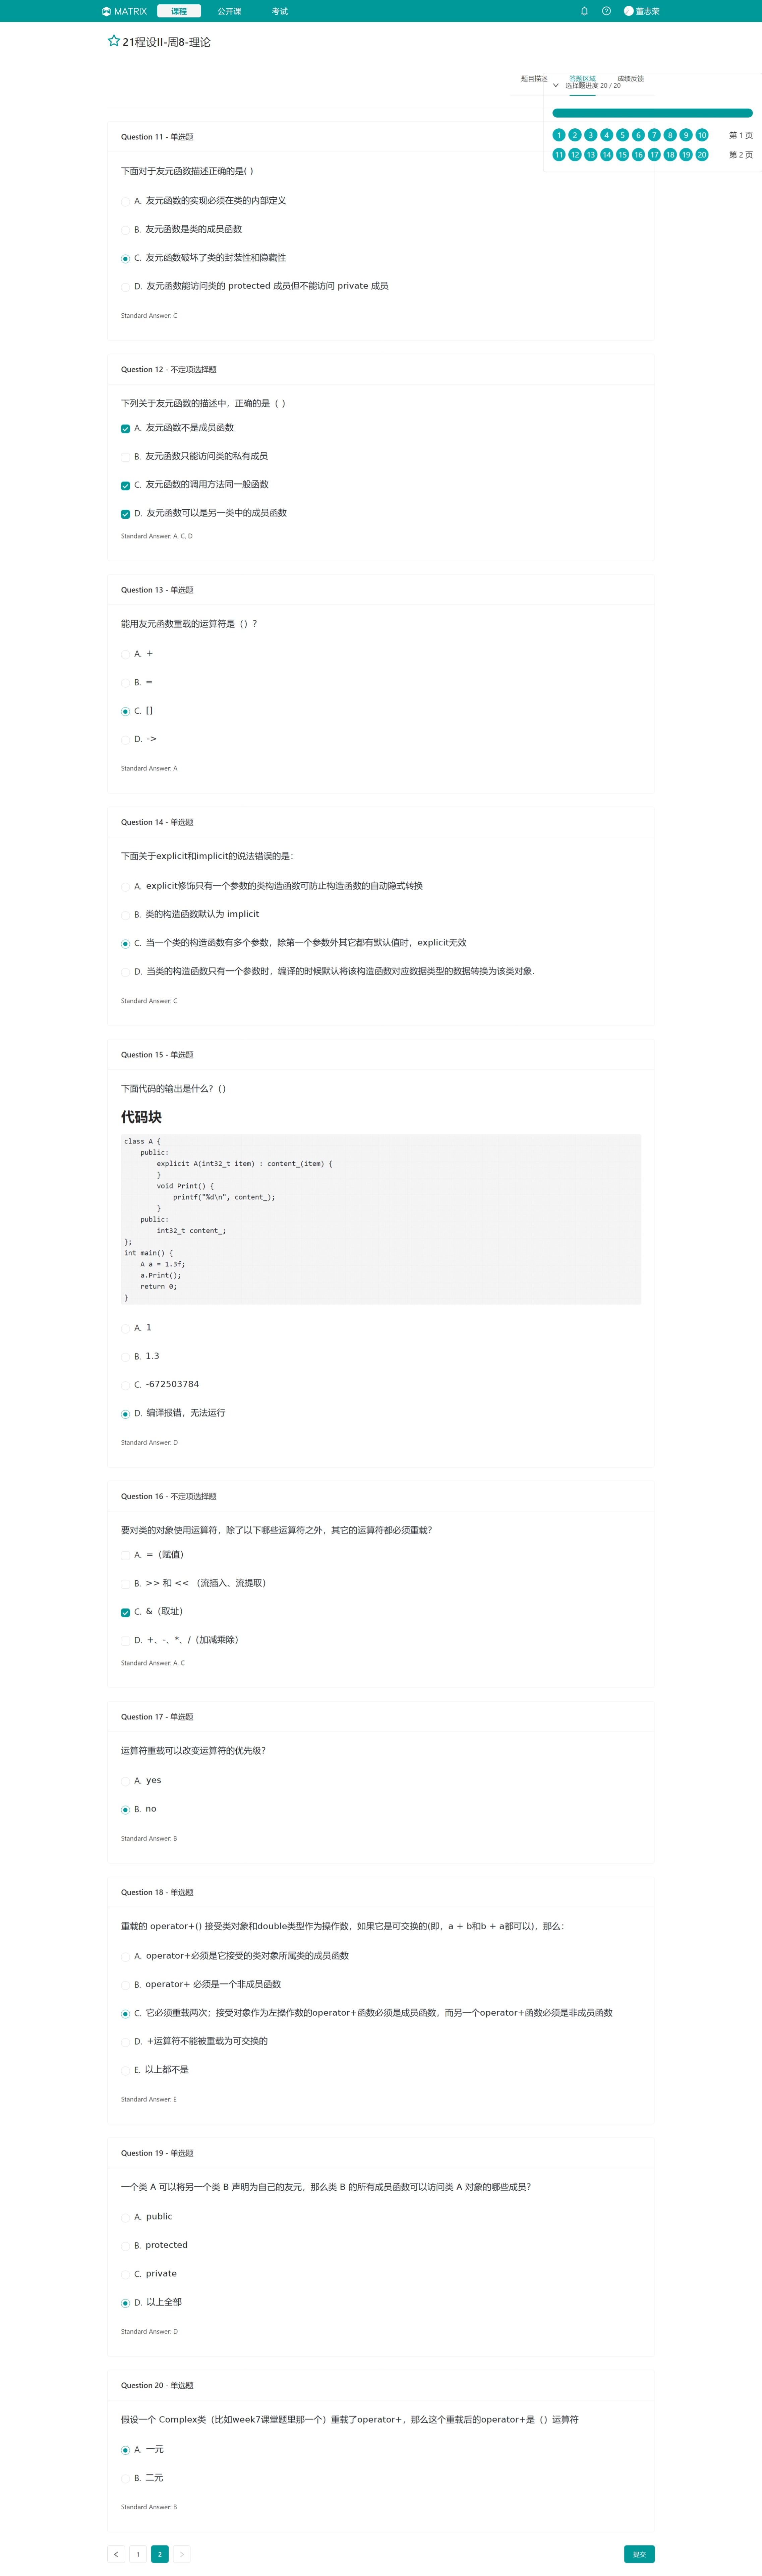 MATRIX 课程 公开课 考试 董志荣
21程设II-周8-理论
题目描述 答题区域 成绩反馈
选择题进度 20 / 20
1 2 3 4 5 6 7 8 9 10 第 1 页
11 12 13 14 15 16 17 18 19 20 第 2 页
Question 11 - 单选题
下面对于友元函数描述正确的是( )
A. 友元函数的实现必须在类的内部定义
B. 友元函数是类的成员函数
C. 友元函数破坏了类的封装性和隐藏性
D. 友元函数能访问类的 protected 成员但不能访问 private 成员
Standard Answer: C
Question 12 - 不定项选择题
下列关于友元函数的描述中，正确的是（ ）
A. 友元函数不是成员函数
B. 友元函数只能访问类的私有成员
C. 友元函数的调用方法同一般函数
D. 友元函数可以是另一类中的成员函数
Standard Answer: A, C, D
Question 13 - 单选题
能用友元函数重载的运算符是（）？
A. +
B. =
C. []
D. ->
Standard Answer: A
Question 14 - 单选题
下面关于explicit和implicit的说法错误的是：
A. explicit修饰只有一个参数的类构造函数可防止构造函数的自动隐式转换
B. 类的构造函数默认为 implicit
C. 当一个类的构造函数有多个参数，除第一个参数外其它都有默认值时，explicit无效
D. 当类的构造函数只有一个参数时，编译的时候默认将该构造函数对应数据类型的数据转换为该类对象.
Standard Answer: C
Question 15 - 单选题
下面代码的输出是什么？（）
代码块
class A {
public:
explicit A(int32_t item) : content_(item) {
}
void Print() {
printf("%d\n", content_);
}
public:
int32_t content_;
};
int main() {
A a = 1.3f;
a.Print();
return 0;
}
A. 1
B. 1.3
C. -672503784
D. 编译报错，无法运行
Standard Answer: D
Question 16 - 不定项选择题
要对类的对象使用运算符，除了以下哪些运算符之外，其它的运算符都必须重载？
A. =（赋值）
B. >> 和 << （流插入、流提取）
C. &（取址）
D. +、-、*、/（加减乘除）
Standard Answer: A, C
Question 17 - 单选题
运算符重载可以改变运算符的优先级？
A. yes
B. no
Standard Answer: B
Question 18 - 单选题
重载的 operator+() 接受类对象和double类型作为操作数，如果它是可交换的(即，a + b和b + a都可以)，那么：
A. operator+必须是它接受的类对象所属类的成员函数
B. operator+ 必须是一个非成员函数
C. 它必须重载两次；接受对象作为左操作数的operator+函数必须是成员函数，而另一个operator+函数必须是非成员函数
D. +运算符不能被重载为可交换的
E. 以上都不是
Standard Answer: E
Question 19 - 单选题
一个类 A 可以将另一个类 B 声明为自己的友元，那么类 B 的所有成员函数可以访问类 A 对象的哪些成员？
A. public
B. protected
C. private
D. 以上全部
Standard Answer: D
Question 20 - 单选题
假设一个 Complex类（比如week7课堂题里那一个）重载了operator+，那么这个重载后的operator+是（）运算符
A. 一元
B. 二元
Standard Answer: B
1 2 提交